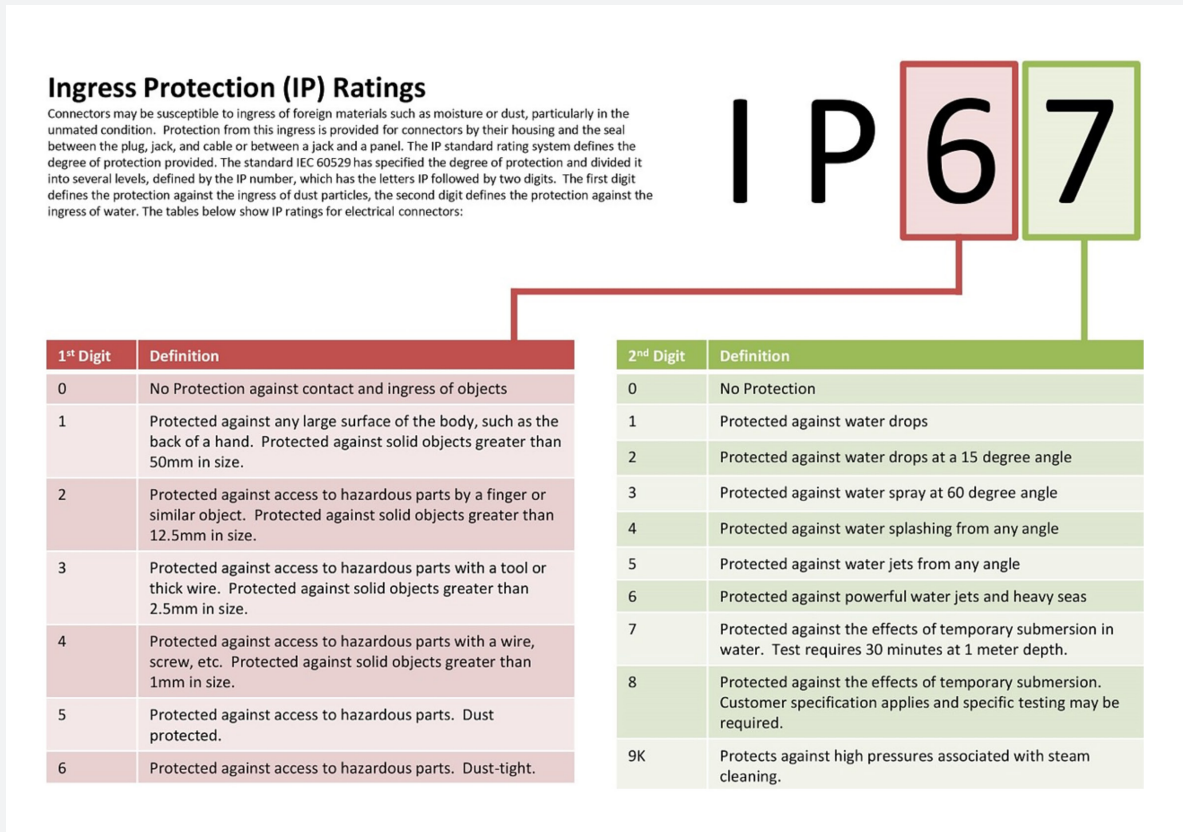 Ingress Protection (IP) Ratings
Connectors may be susceptible to ingress of foreign materials such as moisture or dust, particularly in the
unmated condition. Protection from this ingress is provided for connectors by their housing and the seal
between the plug, jack, and cable or between a jack and a panel. The IP standard rating system defines the
degree of protection provided. The standard IEC 60529 has specified the degree of protection and divided it
into several levels, defined by the IP number, which has the letters IP followed by two digits. The first digit
defines the protection against the ingress of dust particles, the second digit defines the protection against the
ingress of water. The tables below show IP ratings for electrical connectors:
I P 6 7
1st Digit Definition
0 No Protection against contact and ingress of objects
1 Protected against any large surface of the body, such as the
back of a hand. Protected against solid objects greater than
50mm in size.
2 Protected against access to hazardous parts by a finger or
similar object. Protected against solid objects greater than
12.5mm in size.
3 Protected against access to hazardous parts with a tool or
thick wire. Protected against solid objects greater than
2.5mm in size.
4 Protected against access to hazardous parts with a wire,
screw, etc. Protected against solid objects greater than
1mm in size.
5 Protected against access to hazardous parts. Dust
protected.
6 Protected against access to hazardous parts. Dust-tight.
2nd Digit Definition
0 No Protection
1 Protected against water drops
2 Protected against water drops at a 15 degree angle
3 Protected against water spray at 60 degree angle
4 Protected against water splashing from any angle
5 Protected against water jets from any angle
6 Protected against powerful water jets and heavy seas
7 Protected against the effects of temporary submersion in
water. Test requires 30 minutes at 1 meter depth.
8 Protected against the effects of temporary submersion.
Customer specification applies and specific testing may be
required.
9K Protects against high pressures associated with steam
cleaning.